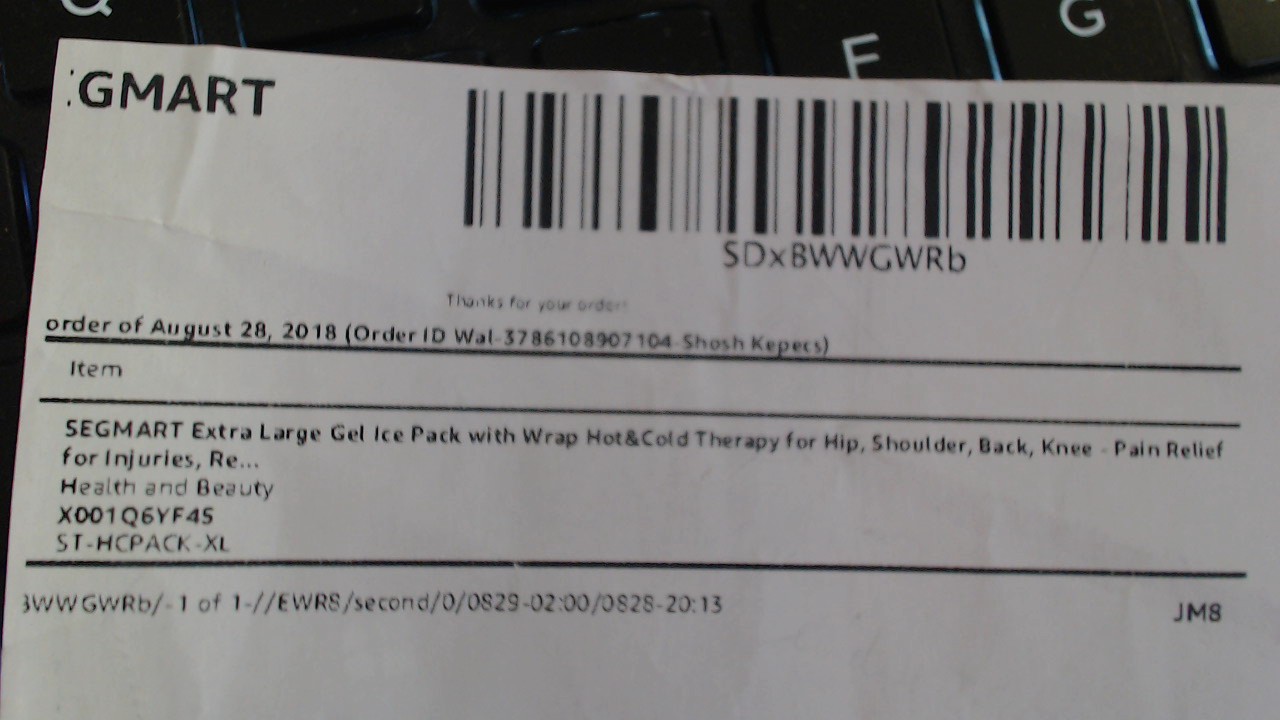 Q
G
F
GMART
SDxBWWGWRb
Thanks for your order!
order of August 28, 2018 (Order ID Wal-3786108907104-Shosh Kepecs)
Item
SEGMART Extra Large Gel Ice Pack with Wrap Hot&Cold Therapy for Hip, Shoulder, Back, Knee - Pain Relief
for Injuries, Re...
Health and Beauty
X001Q6YF45
ST-HCPACK-XL
BWWGWRb/-1 of 1-//EWR8/second/0/0829-02:00/0828-20:13
JM8